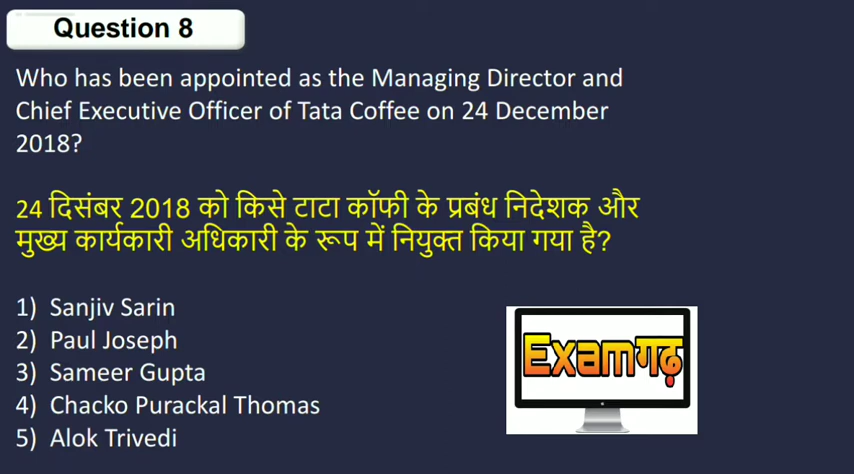 Question 8
Who has been appointed as the Managing Director and
Chief Executive Officer of Tata Coffee on 24 December
2018?
24 दिसंबर 2018 को किसे टाटा कॉफी के प्रबंध निदेशक और
मुख्य कार्यकारी अधिकारी के रूप में नियुक्त किया गया है?
1) Sanjiv Sarin
2) Paul Joseph
3) Sameer Gupta
4) Chacko Purackal Thomas
5) Alok Trivedi
Examगढ़